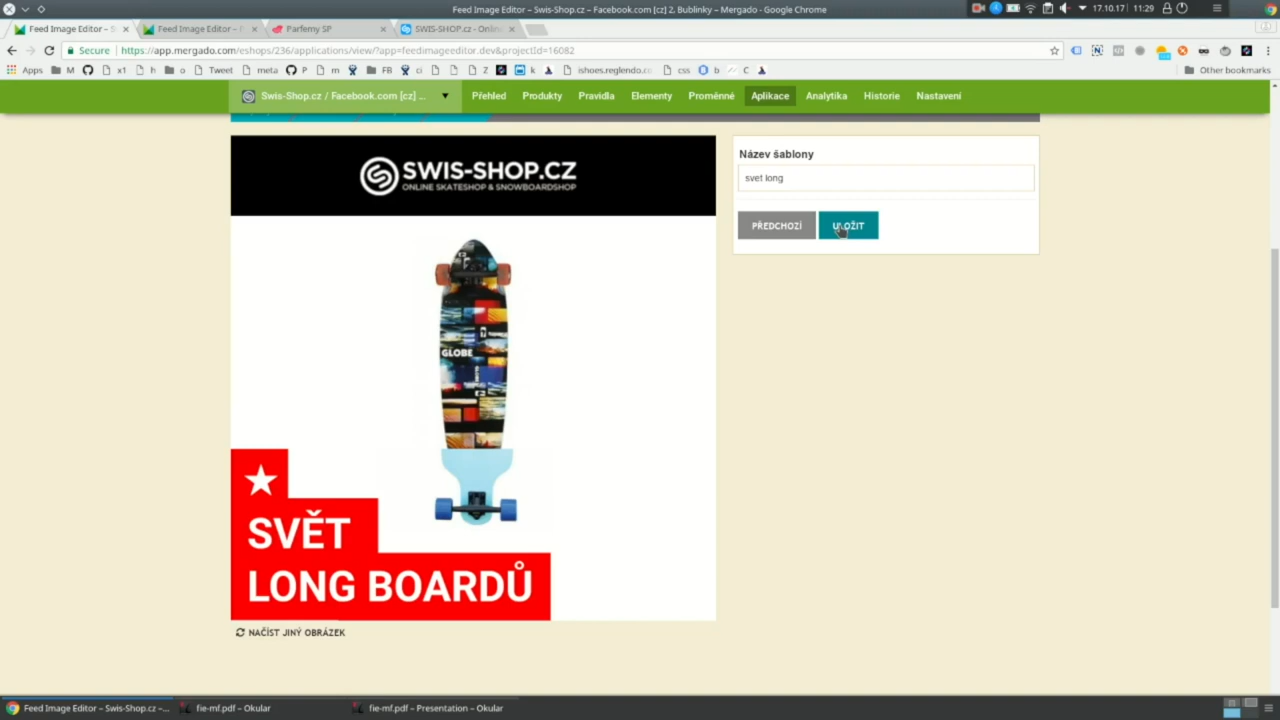 Feed Image Editor – Swis-Shop.cz – Facebook.com [cz] 2. Bublinky – Mergado - Google Chrome
17.10.17 11:29
Feed Image Editor – S
Feed Image Editor – F
Parfemy SP
SWIS-SHOP.cz - Onlin
Secure https://app.mergado.com/eshops/236/applications/view/?app=feedimageeditor.dev&projectId=16082
Apps M P x1 h o Tweet meta P m FB ci Z k ishoes.reglendo.c css b C Other bookmarks
Swis-Shop.cz / Facebook.com [cz] ... Přehled Produkty Pravidla Elementy Proměnné Aplikace Analytika Historie Nastavení
SWIS-SHOP.CZ
ONLINE SKATESHOP & SNOWBOARDSHOP
Název šablony
svet long
PŘEDCHOZÍ ULOŽIT
GLOBE
SVĚT
LONG BOARDŮ
NAČÍST JINÝ OBRÁZEK
Feed Image Editor – Swis-Shop.cz –... fie-mf.pdf – Okular fie-mf.pdf – Presentation – Okular